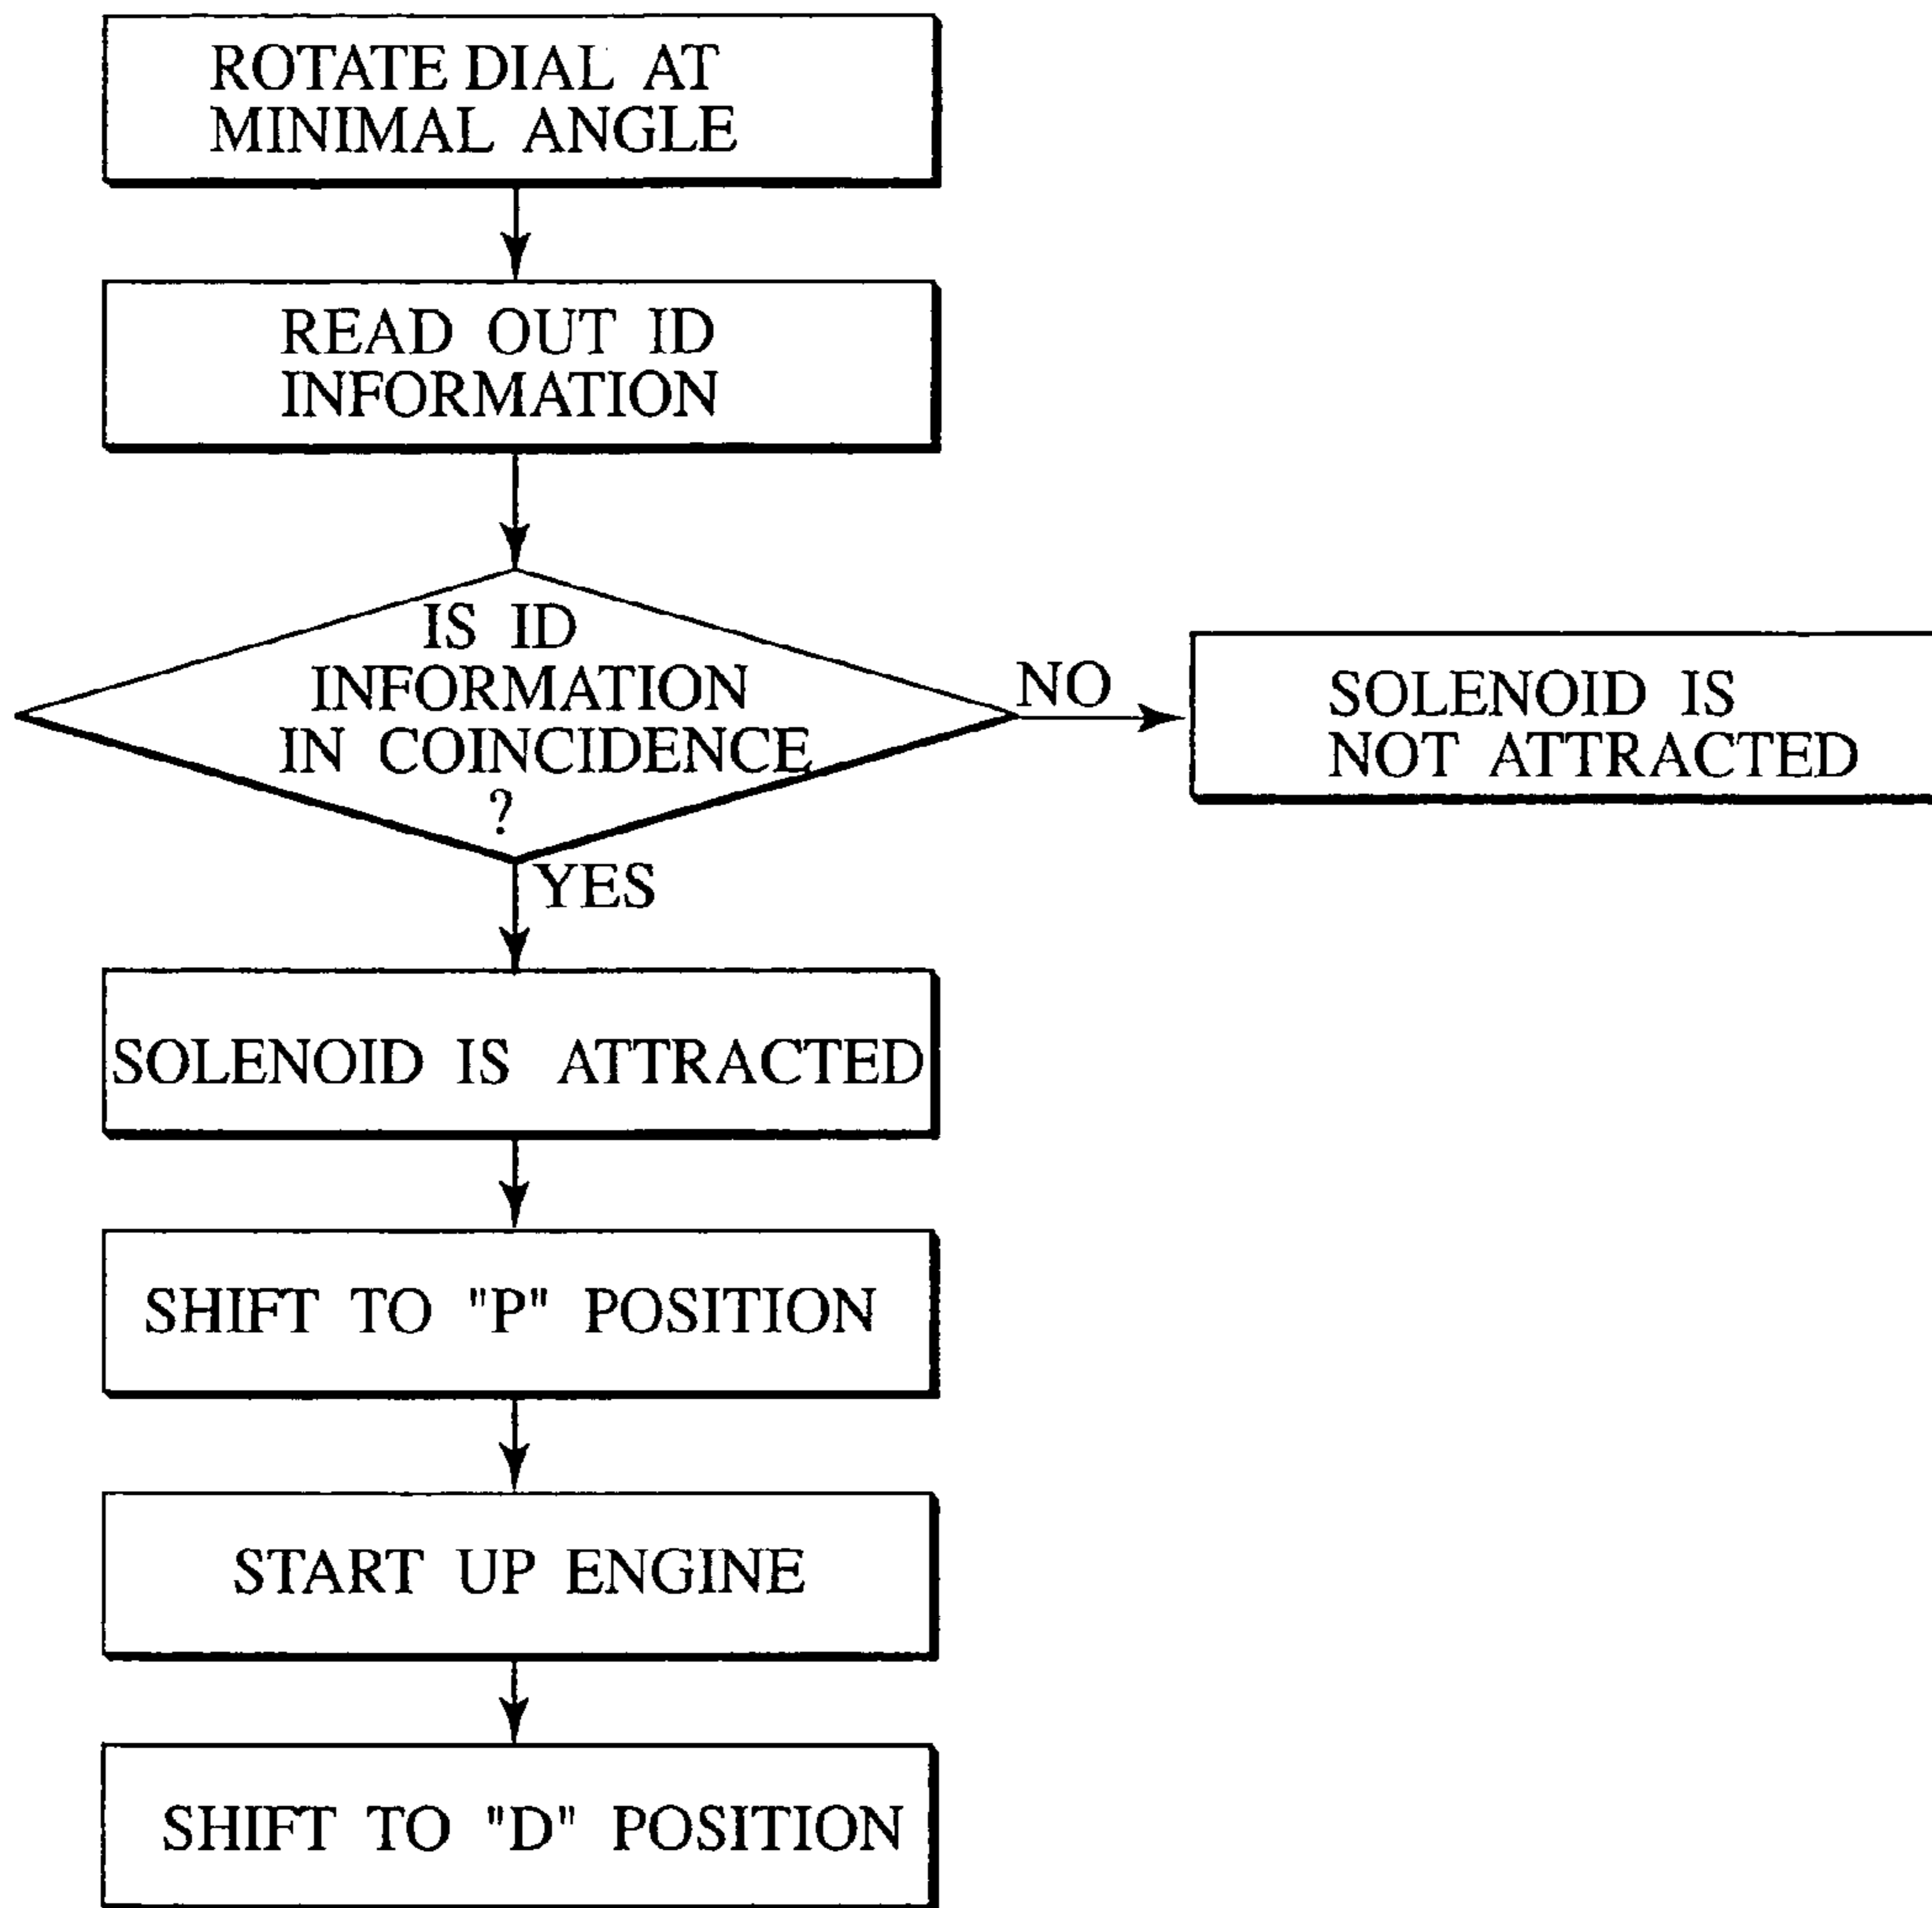 ROTATE DIAL AT
MINIMAL ANGLE
READ OUT ID
INFORMATION
IS ID
INFORMATION
IN COINCIDENCE
?
NO
SOLENOID IS
NOT ATTRACTED
YES
SOLENOID IS ATTRACTED
SHIFT TO "P" POSITION
START UP ENGINE
SHIFT TO "D" POSITION